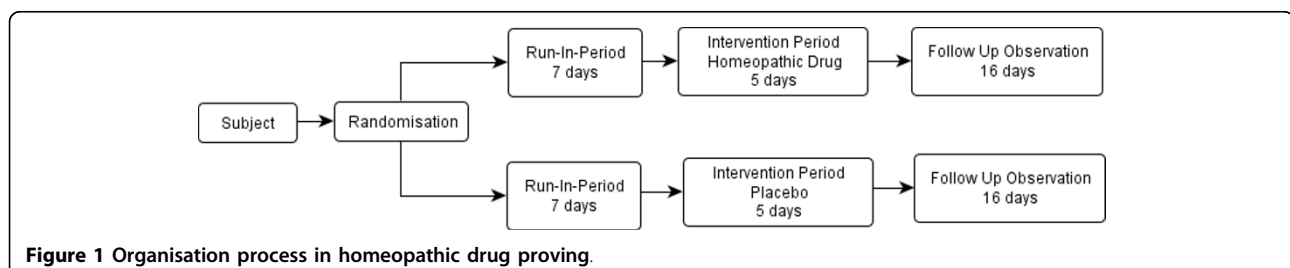 Subject
Randomisation
Run-In-Period
7 days
Intervention Period
Homeopathic Drug
5 days
Follow Up Observation
16 days
Run-In-Period
7 days
Intervention Period
Placebo
5 days
Follow Up Observation
16 days
Figure 1 Organisation process in homeopathic drug proving.